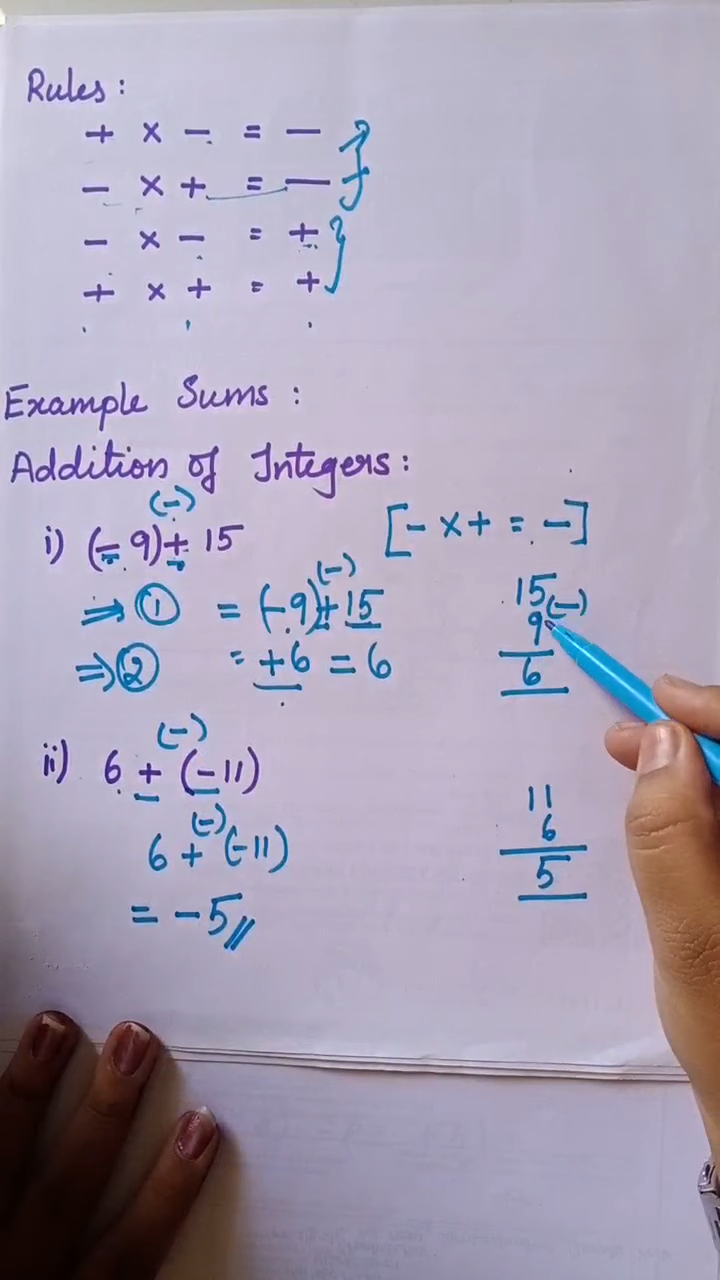 Rules:
+ × - = -
- × + = -
- × - = +
+ × + = +
Example Sums:
Addition of Integers:
(-)
i) (-9)+15 [- × + = -]
(-)
⇒ ① = (-9)+15
⇒ ② = +6 = 6
15 (-)
9
6
(-)
ii) 6 + (-11)
(-)
6 + (-11)
= -5//
11
6
5